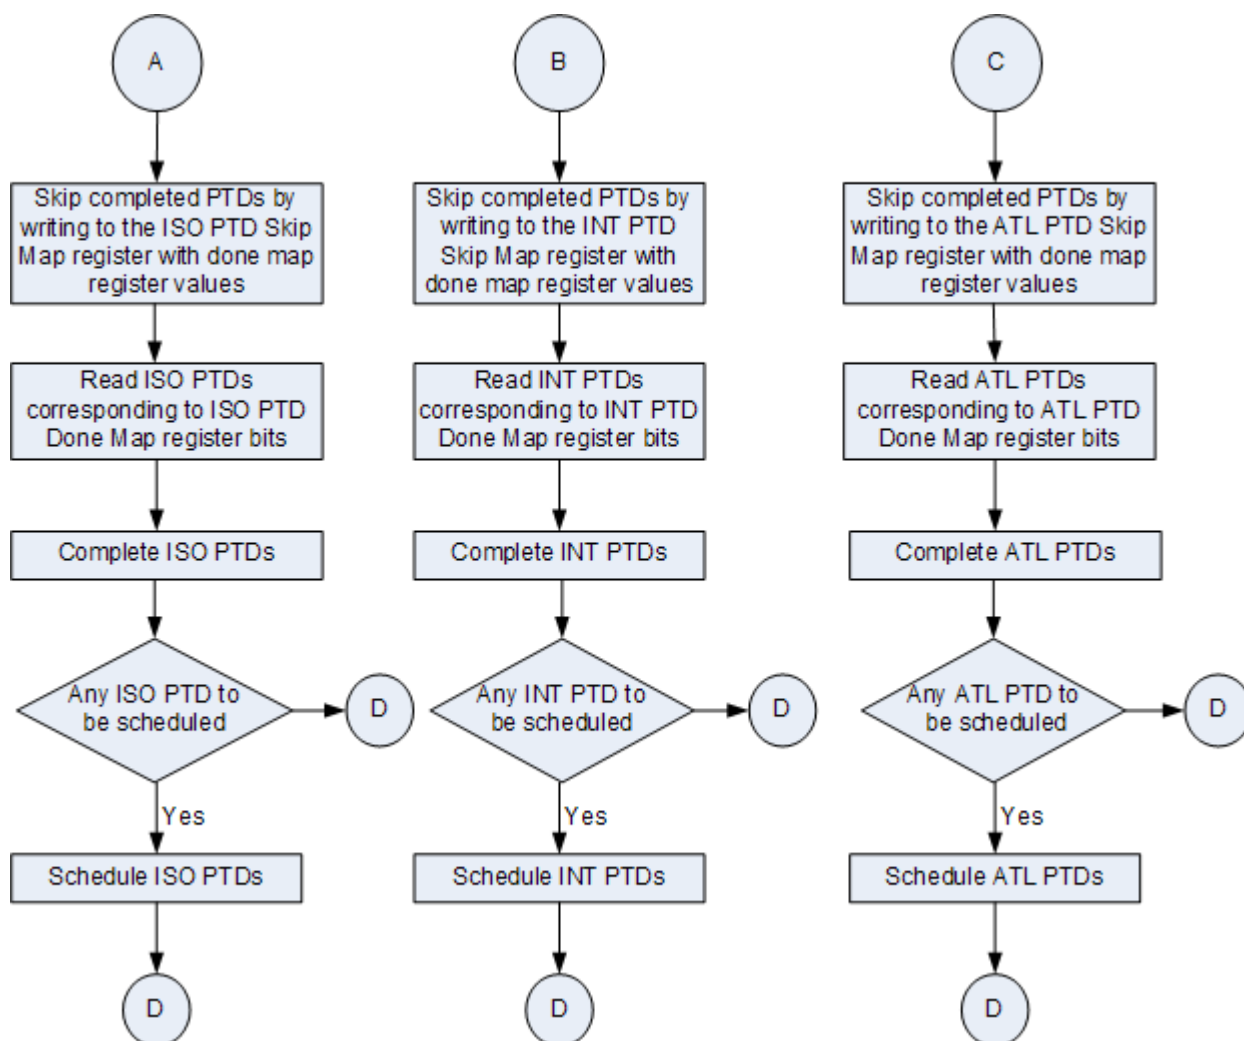 A
Skip completed PTDs by
writing to the ISO PTD Skip
Map register with done map
register values
Read ISO PTDs
corresponding to ISO PTD
Done Map register bits
Complete ISO PTDs
Any ISO PTD to
be scheduled
D
Yes
Schedule ISO PTDs
D
B
Skip completed PTDs by
writing to the INT PTD
Skip Map register with
done map register values
Read INT PTDs
corresponding to INT PTD
Done Map register bits
Complete INT PTDs
Any INT PTD to
be scheduled
D
Yes
Schedule INT PTDs
D
C
Skip completed PTDs by
writing to the ATL PTD Skip
Map register with done map
register values
Read ATL PTDs
corresponding to ATL PTD
Done Map register bits
Complete ATL PTDs
Any ATL PTD to
be scheduled
D
Yes
Schedule ATL PTDs
D